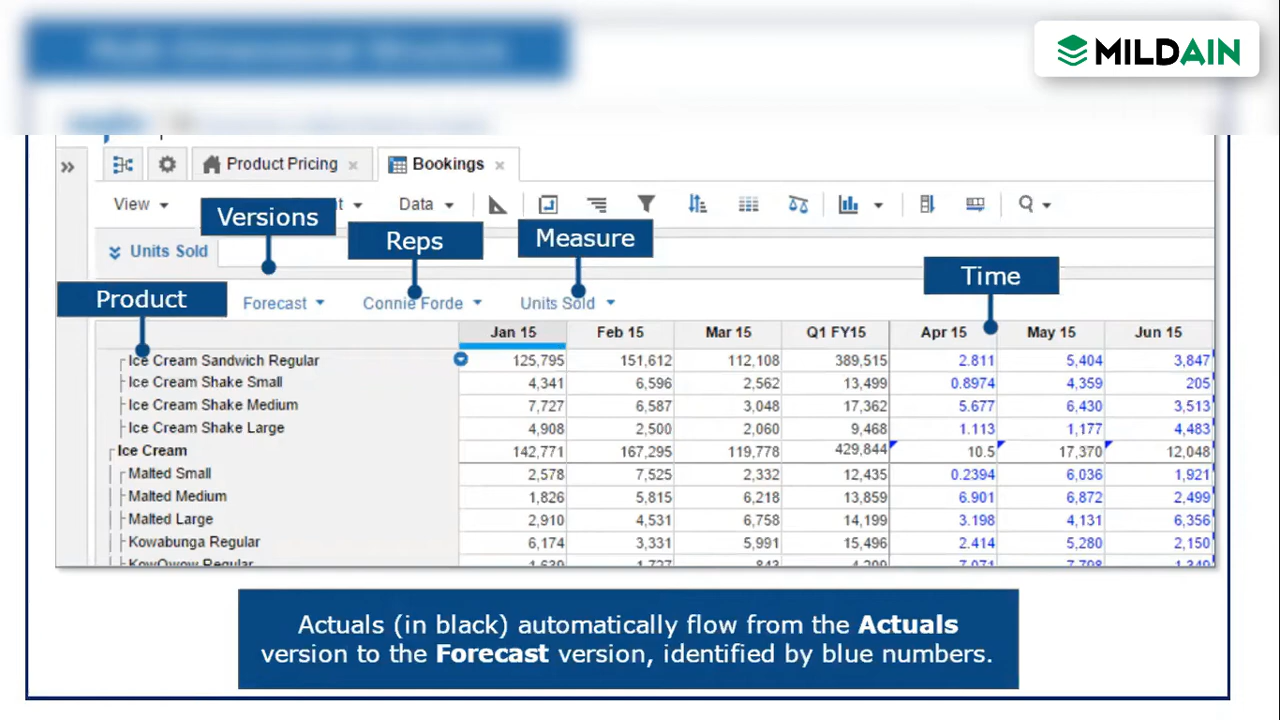 MILDAIN
Product Pricing
Bookings
View
Data
Versions
Reps
Measure
Units Sold
Time
Product
Forecast
Connie Forde
Units Sold
Jan 15 Feb 15 Mar 15 Q1 FY15 Apr 15 May 15 Jun 15
Ice Cream Sandwich Regular 125,795 151,612 112,108 389,515 2.811 5,404 3,847
Ice Cream Shake Small 4,341 6,596 2,562 13,499 0.8974 4,359 205
Ice Cream Shake Medium 7,727 6,587 3,048 17,362 5.677 6,430 3,513
Ice Cream Shake Large 4,908 2,500 2,060 9,468 1.113 1,177 4,483
Ice Cream 142,771 167,295 119,778 429,844 10.5 17,370 12,048
Malted Small 2,578 7,525 2,332 12,435 0.2394 6,036 1,921
Malted Medium 1,826 5,815 6,218 13,859 6.901 6,872 2,499
Malted Large 2,910 4,531 6,758 14,199 3.198 4,131 6,356
Kowabunga Regular 6,174 3,331 5,991 15,496 2.414 5,280 2,150
Actuals (in black) automatically flow from the Actuals
version to the Forecast version, identified by blue numbers.